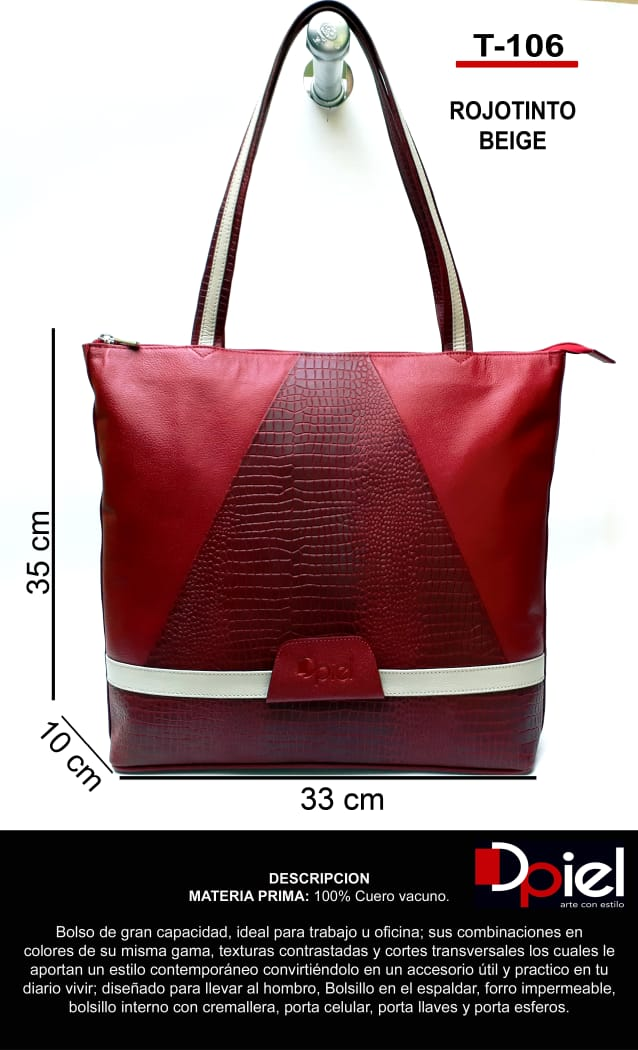 T-106
ROJOTINTO
BEIGE
35 cm
10 cm
33 cm
Dpiel
Dpiel
arte con estilo
DESCRIPCION
MATERIA PRIMA: 100% Cuero vacuno.
Bolso de gran capacidad, ideal para trabajo u oficina; sus combinaciones en
colores de su misma gama, texturas contrastadas y cortes transversales los cuales le
aportan un estilo contemporáneo convirtiéndolo en un accesorio útil y practico en tu
diario vivir; diseñado para llevar al hombro, Bolsillo en el espaldar, forro impermeable,
bolsillo interno con cremallera, porta celular, porta llaves y porta esferos.